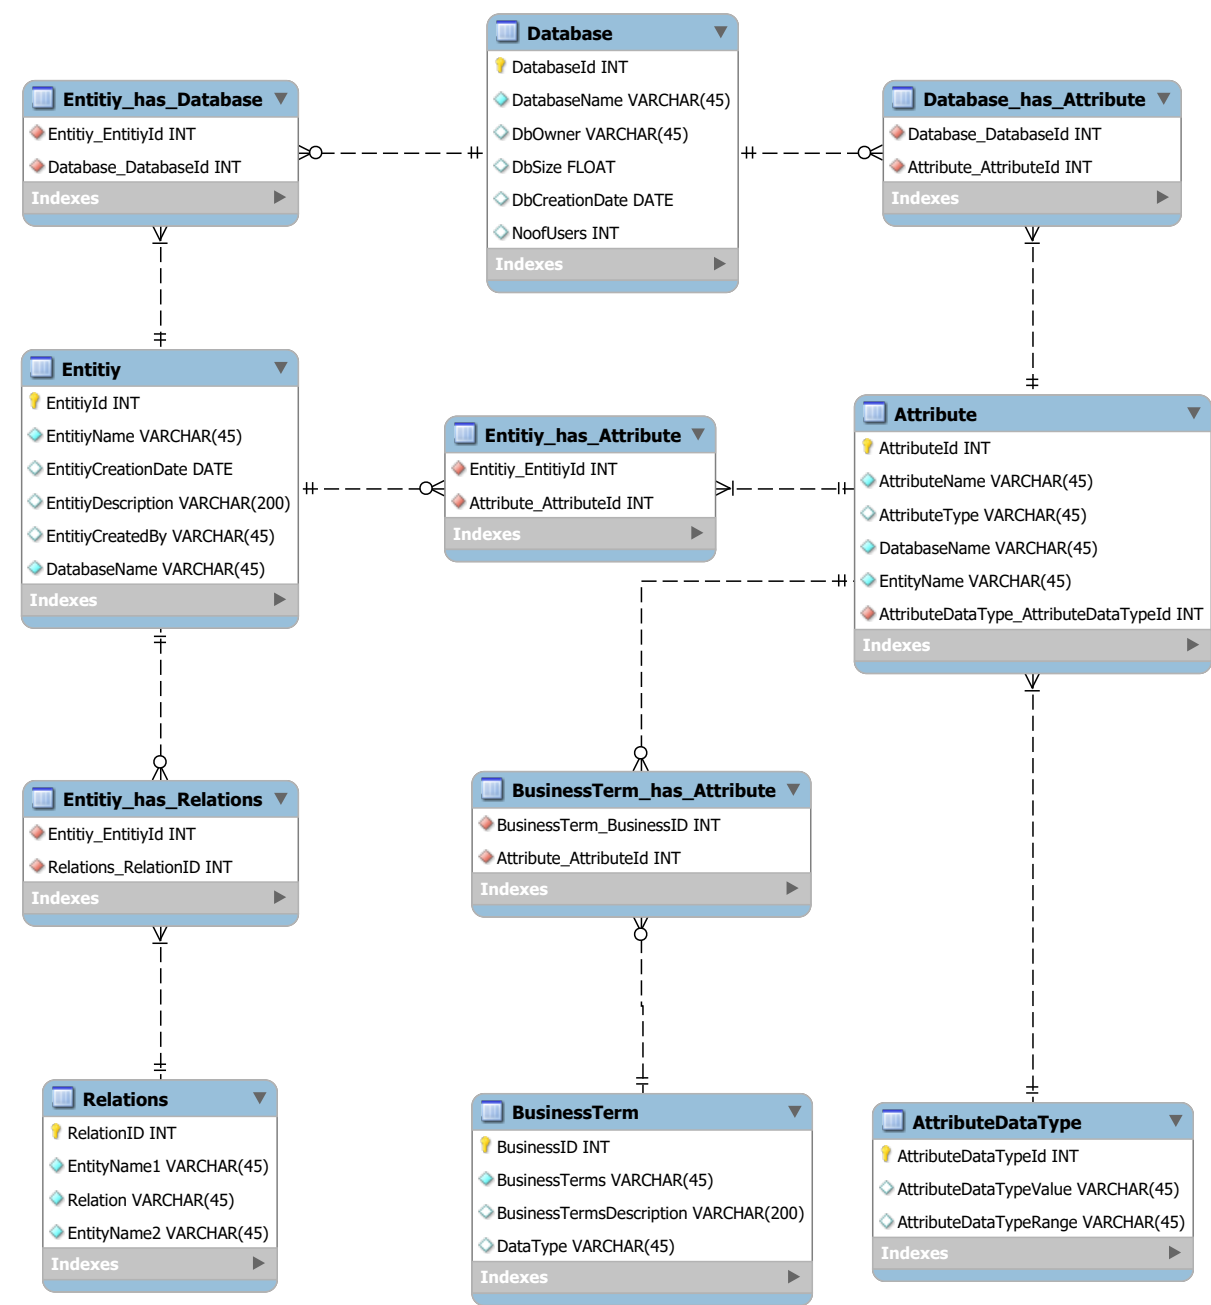 Database
DatabaseId INT
DatabaseName VARCHAR(45)
DbOwner VARCHAR(45)
DbSize FLOAT
DbCreationDate DATE
NoofUsers INT
Indexes
Entitiy_has_Database
Entitiy_EntitiyId INT
Database_DatabaseId INT
Indexes
Database_has_Attribute
Database_DatabaseId INT
Attribute_AttributeId INT
Indexes
Entitiy
EntitiyId INT
EntitiyName VARCHAR(45)
EntitiyCreationDate DATE
EntitiyDescription VARCHAR(200)
EntitiyCreatedBy VARCHAR(45)
DatabaseName VARCHAR(45)
Indexes
Entitiy_has_Attribute
Entitiy_EntitiyId INT
Attribute_AttributeId INT
Indexes
Attribute
AttributeId INT
AttributeName VARCHAR(45)
AttributeType VARCHAR(45)
DatabaseName VARCHAR(45)
EntityName VARCHAR(45)
AttributeDataType_AttributeDataTypeId INT
Indexes
Entitiy_has_Relations
Entitiy_EntitiyId INT
Relations_RelationID INT
Indexes
BusinessTerm_has_Attribute
BusinessTerm_BusinessID INT
Attribute_AttributeId INT
Indexes
Relations
RelationID INT
EntityName1 VARCHAR(45)
Relation VARCHAR(45)
EntityName2 VARCHAR(45)
Indexes
BusinessTerm
BusinessID INT
BusinessTerms VARCHAR(45)
BusinessTermsDescription VARCHAR(200)
DataType VARCHAR(45)
Indexes
AttributeDataType
AttributeDataTypeId INT
AttributeDataTypeValue VARCHAR(45)
AttributeDataTypeRange VARCHAR(45)
Indexes